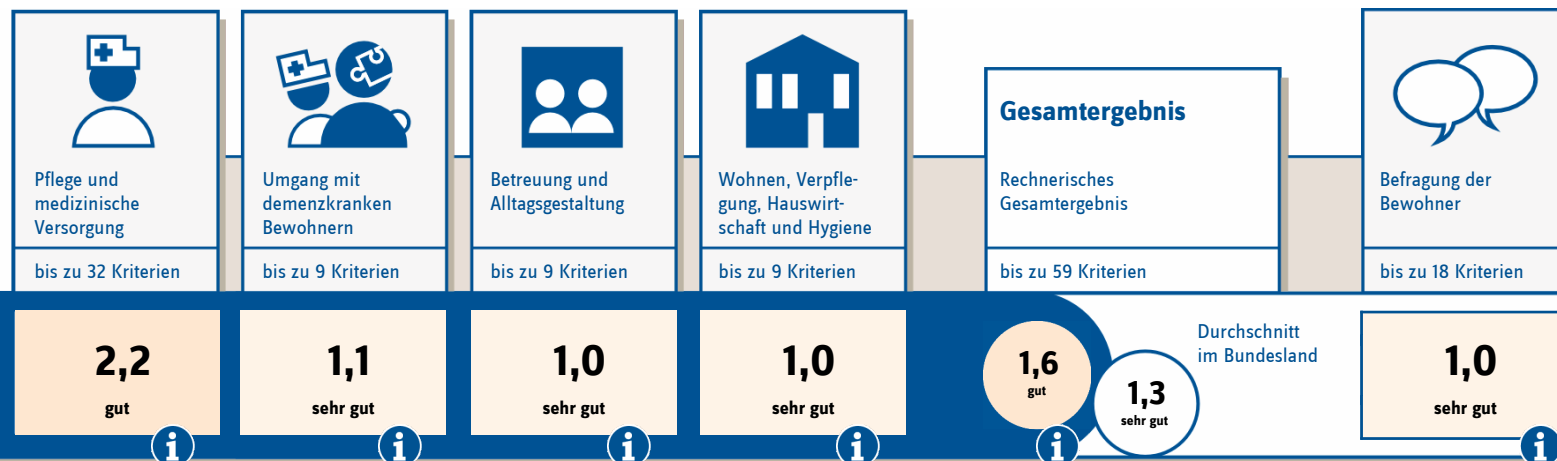 Pflege und
medizinische
Versorgung
bis zu 32 Kriterien
2,2
gut
i
Umgang mit
demenzkranken
Bewohnern
bis zu 9 Kriterien
1,1
sehr gut
i
Betreuung und
Alltagsgestaltung
bis zu 9 Kriterien
1,0
sehr gut
i
Wohnen, Verpfle-
gung, Hauswirt-
schaft und Hygiene
bis zu 9 Kriterien
1,0
sehr gut
i
Gesamtergebnis
Rechnerisches
Gesamtergebnis
bis zu 59 Kriterien
1,6
gut
i
Durchschnitt
im Bundesland
1,3
sehr gut
Befragung der
Bewohner
bis zu 18 Kriterien
1,0
sehr gut
i